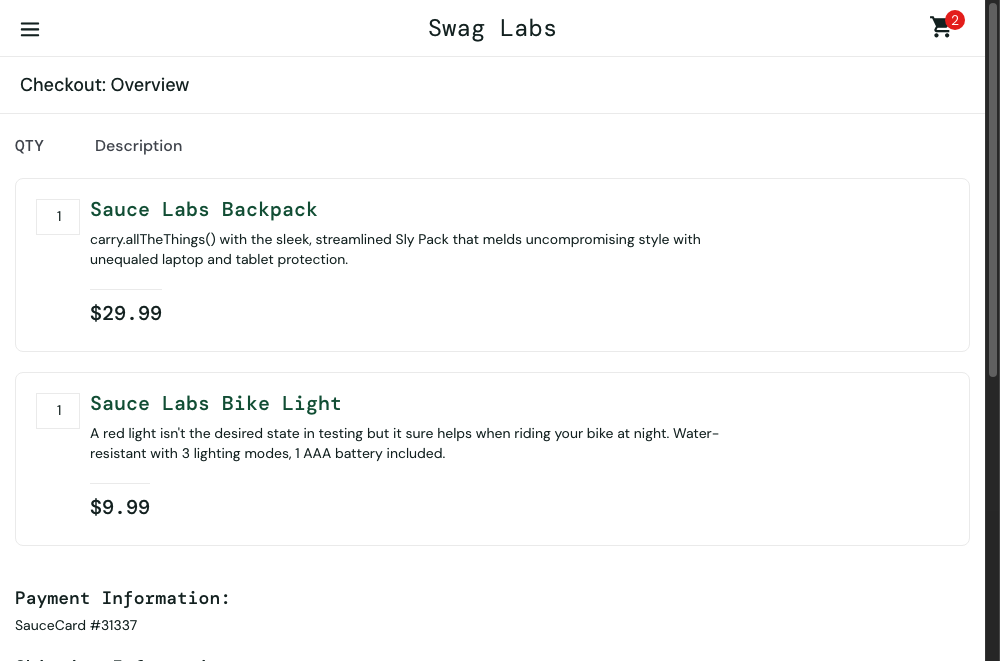 Swag Labs
2
Checkout: Overview
QTY Description
1
Sauce Labs Backpack
carry.allTheThings() with the sleek, streamlined Sly Pack that melds uncompromising style with
unequaled laptop and tablet protection.
$29.99
1
Sauce Labs Bike Light
A red light isn't the desired state in testing but it sure helps when riding your bike at night. Water-
resistant with 3 lighting modes, 1 AAA battery included.
$9.99
Payment Information:
SauceCard #31337